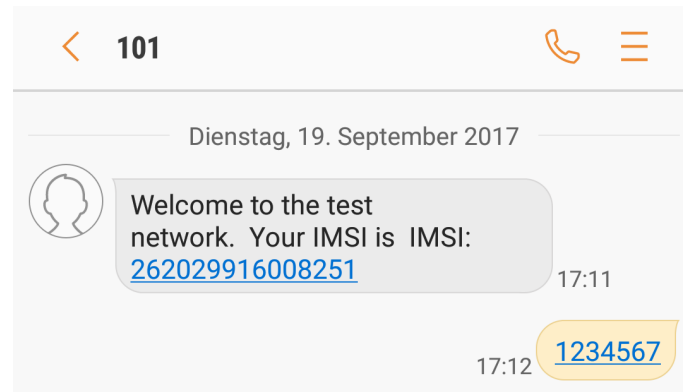 101
Dienstag, 19. September 2017
Welcome to the test
network.  Your IMSI is  IMSI:
262029916008251
17:11
1234567
17:12